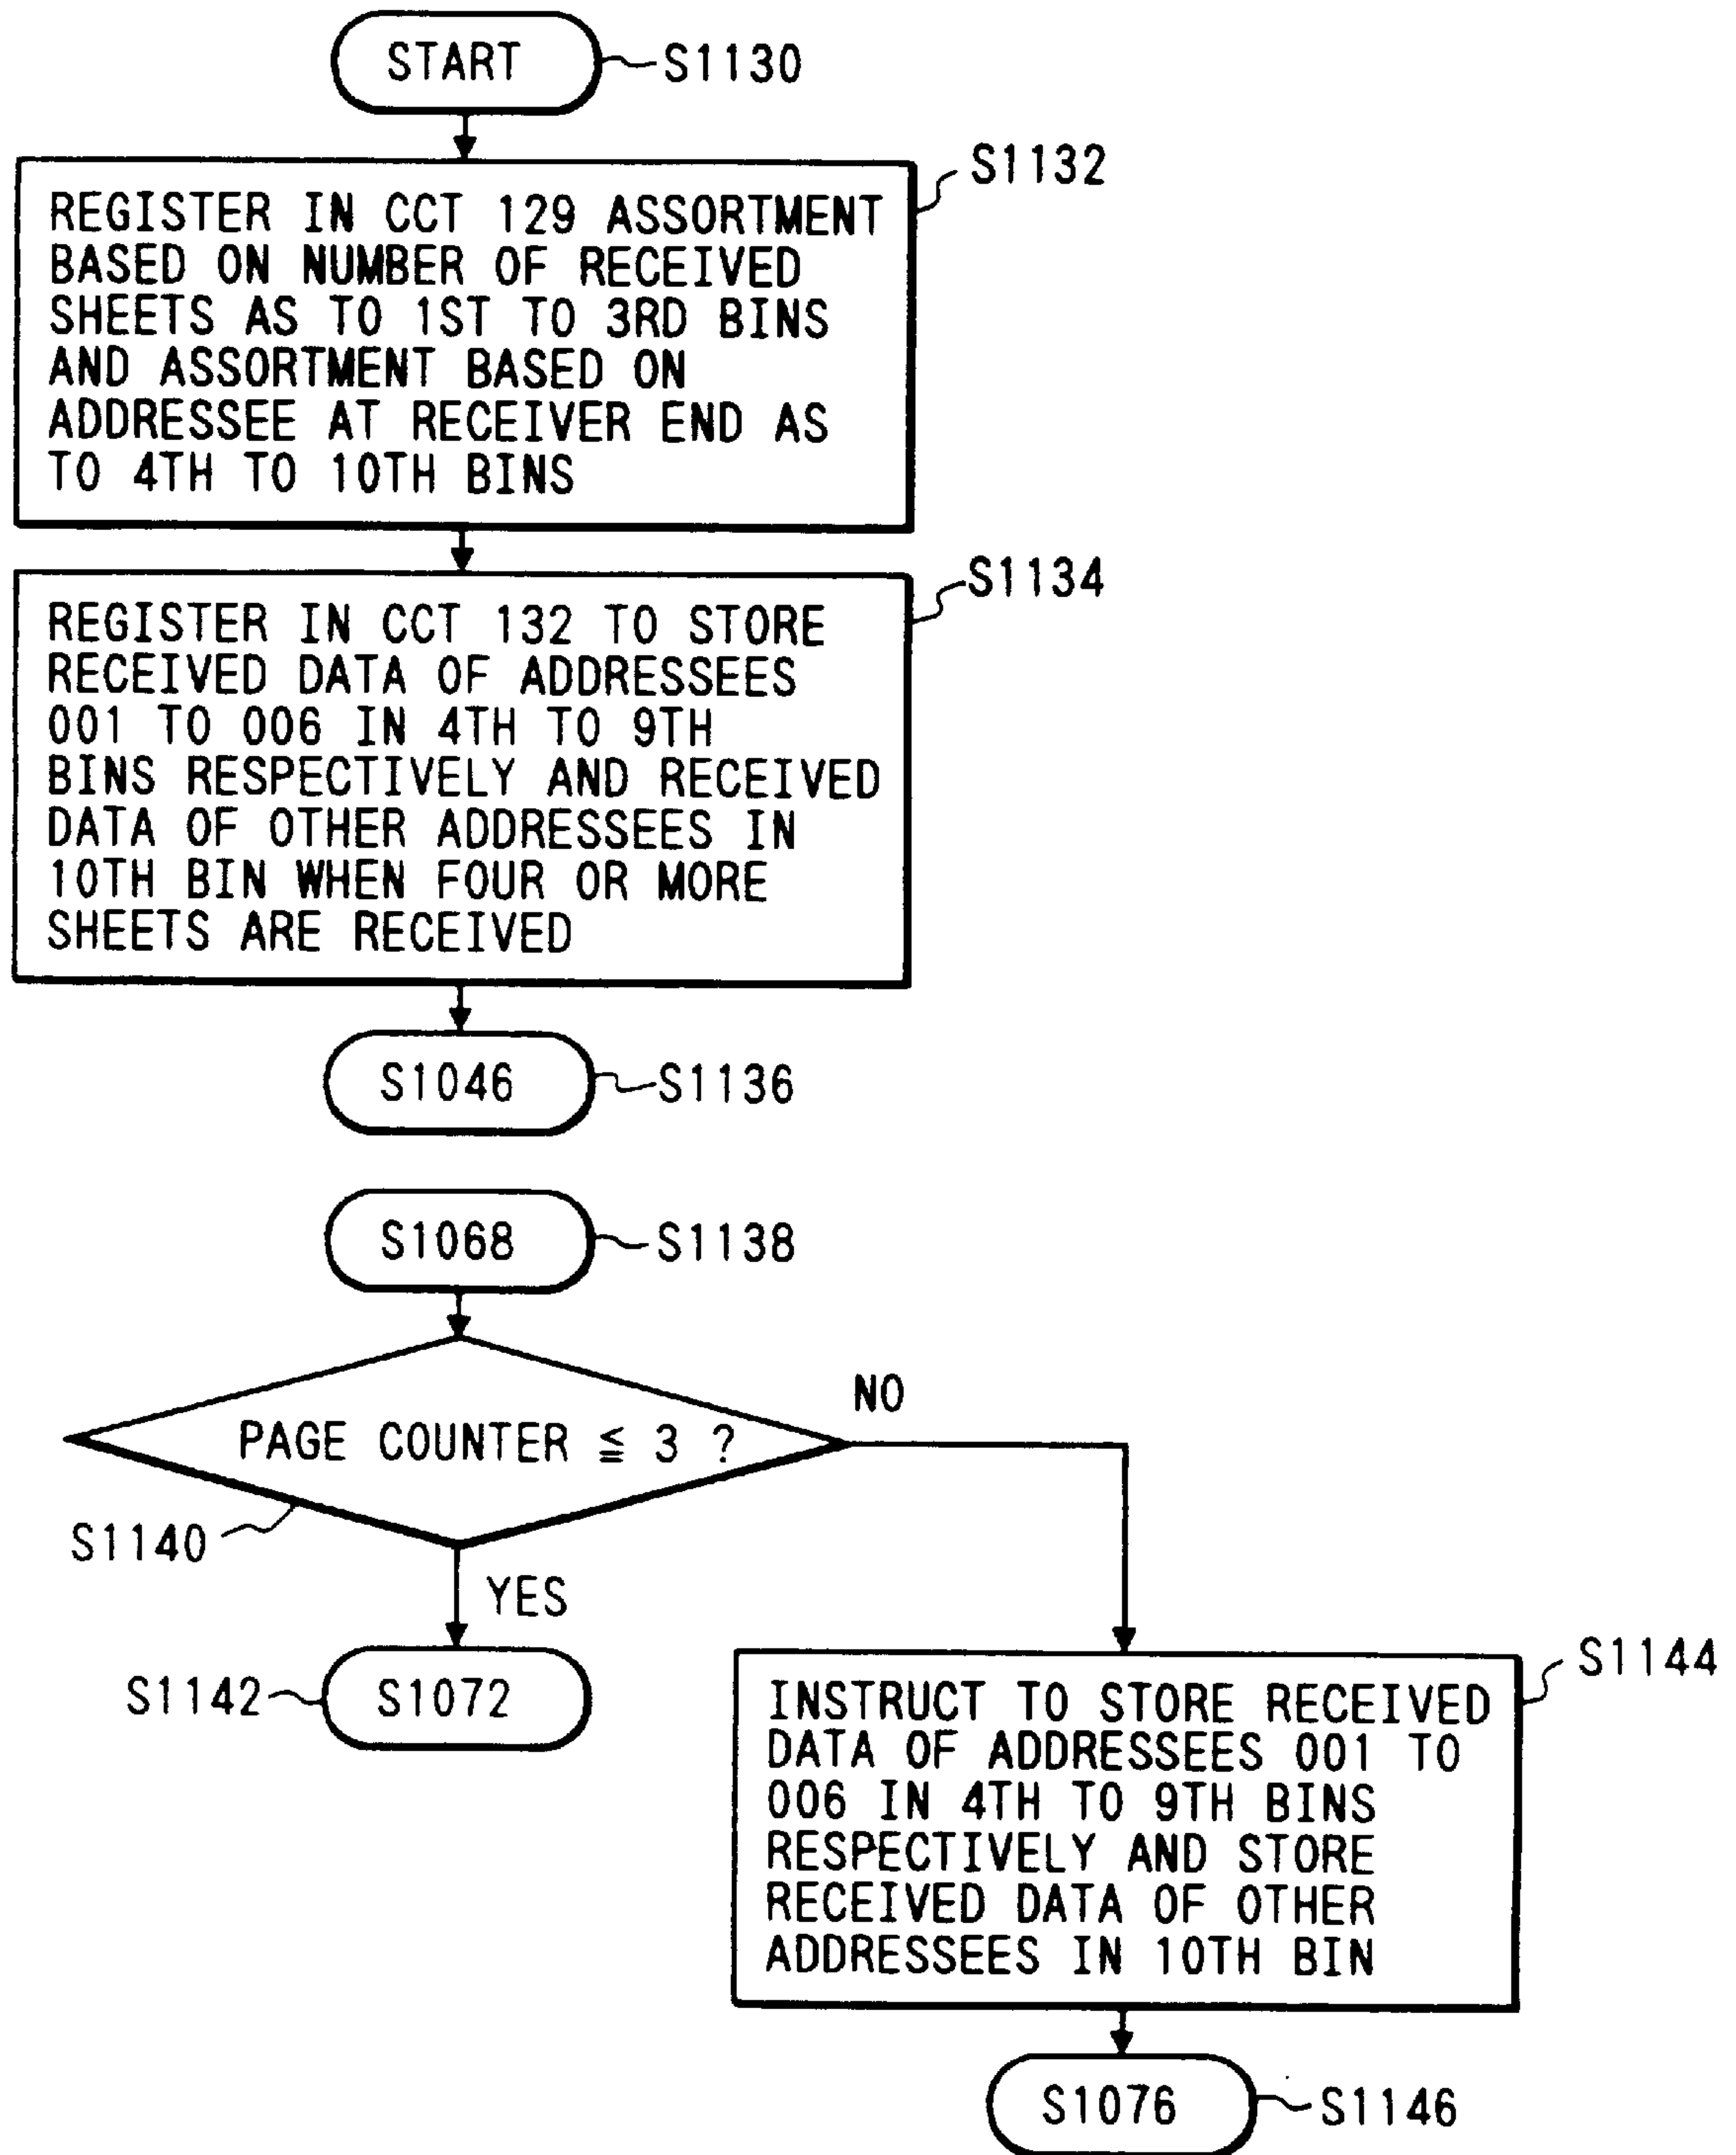 START
S1130
S1132
REGISTER IN CCT 129 ASSORTMENT
BASED ON NUMBER OF RECEIVED
SHEETS AS TO 1ST TO 3RD BINS
AND ASSORTMENT BASED ON
ADDRESSEE AT RECEIVER END AS
TO 4TH TO 10TH BINS
S1134
REGISTER IN CCT 132 TO STORE
RECEIVED DATA OF ADDRESSEES
001 TO 006 IN 4TH TO 9TH
BINS RESPECTIVELY AND RECEIVED
DATA OF OTHER ADDRESSEES IN
10TH BIN WHEN FOUR OR MORE
SHEETS ARE RECEIVED
S1046
S1136
S1068
S1138
NO
PAGE COUNTER ≦ 3 ?
S1140
YES
S1142
S1072
S1144
INSTRUCT TO STORE RECEIVED
DATA OF ADDRESSEES 001 TO
006 IN 4TH TO 9TH BINS
RESPECTIVELY AND STORE
RECEIVED DATA OF OTHER
ADDRESSEES IN 10TH BIN
S1076
S1146